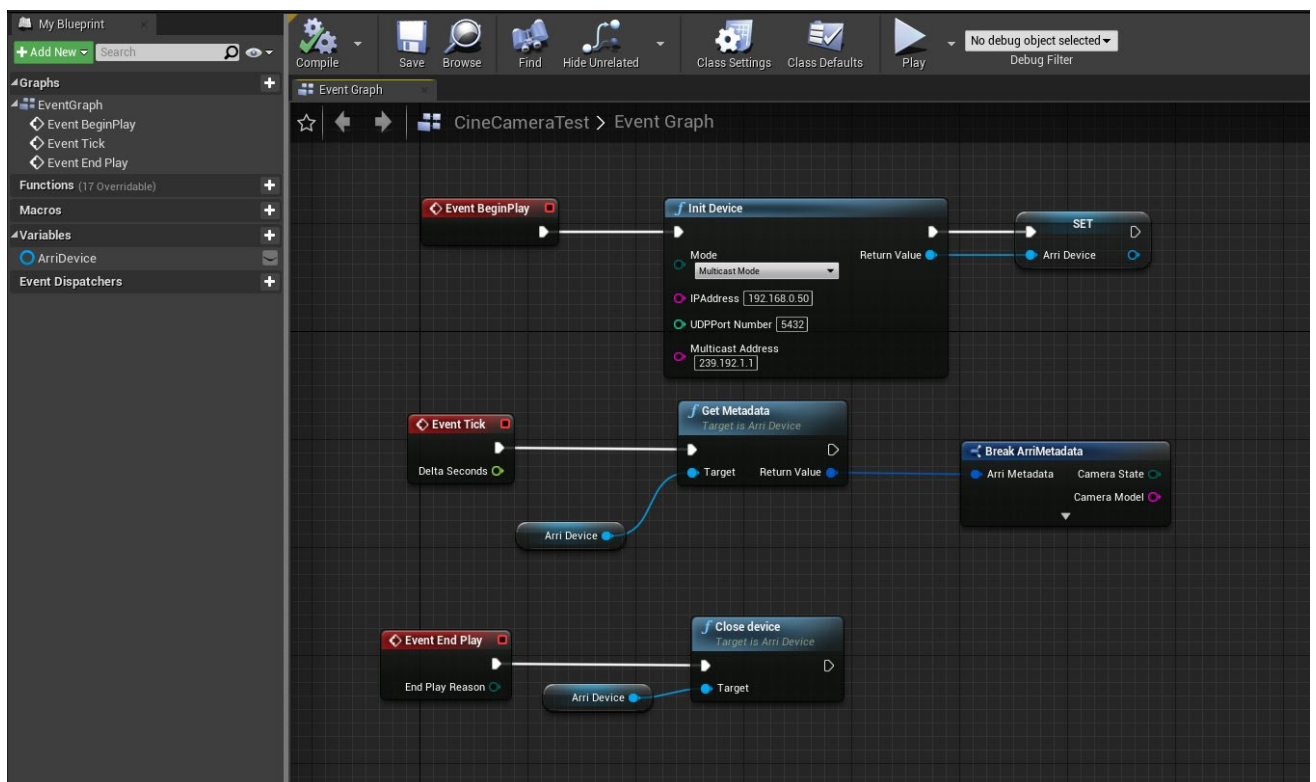 My Blueprint
Add New
Search
Graphs
EventGraph
Event BeginPlay
Event Tick
Event End Play
Functions (17 Overridable)
Macros
Variables
ArriDevice
Event Dispatchers
Compile
Save
Browse
Find
Hide Unrelated
Class Settings
Class Defaults
Play
No debug object selected
Debug Filter
Event Graph
CineCameraTest > Event Graph
Event BeginPlay
f Init Device
Mode
Multicast Mode
Return Value
IPAddress 192.168.0.50
UDPPort Number 5432
Multicast Address
239.192.1.1
SET
Arri Device
Event Tick
Delta Seconds
f Get Metadata
Target is Arri Device
Target Return Value
Arri Device
Break ArriMetadata
Arri Metadata Camera State
Camera Model
Event End Play
End Play Reason
Arri Device
f Close device
Target is Arri Device
Target